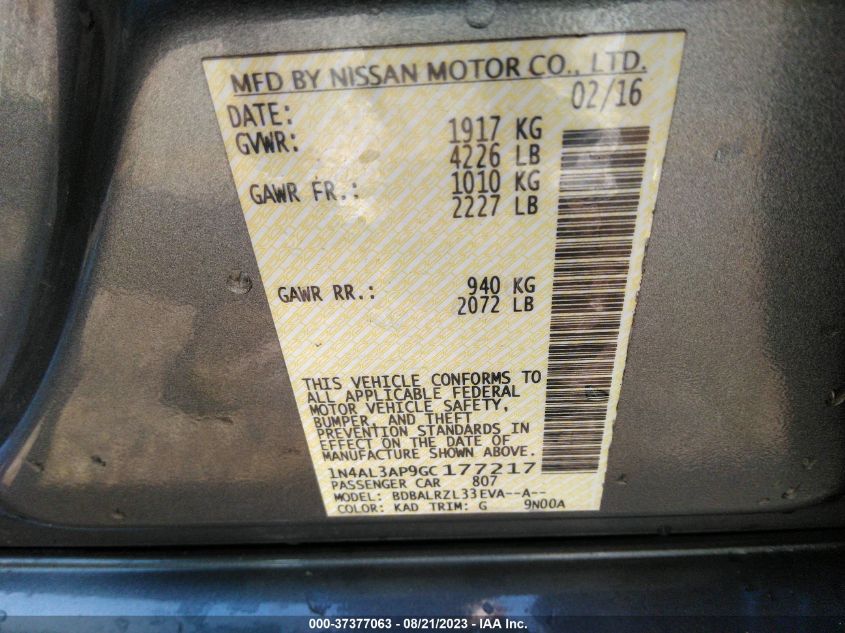 MFD BY NISSAN MOTOR CO., LTD.
DATE: 02/16
GVWR: 1917 KG
4226 LB
GAWR FR.: 1010 KG
2227 LB
GAWR RR.: 940 KG
2072 LB
THIS VEHICLE CONFORMS TO
ALL APPLICABLE FEDERAL
MOTOR VEHICLE SAFETY,
BUMPER, AND THEFT
PREVENTION STANDARDS IN
EFFECT ON THE DATE OF
MANUFACTURE SHOWN ABOVE.
1N4AL3AP9GC177217
PASSENGER CAR 807
MODEL: BDBALRZL33EVA--A--
COLOR: KAD TRIM: G 9N00A
000-37377063 - 08/21/2023 - IAA Inc.